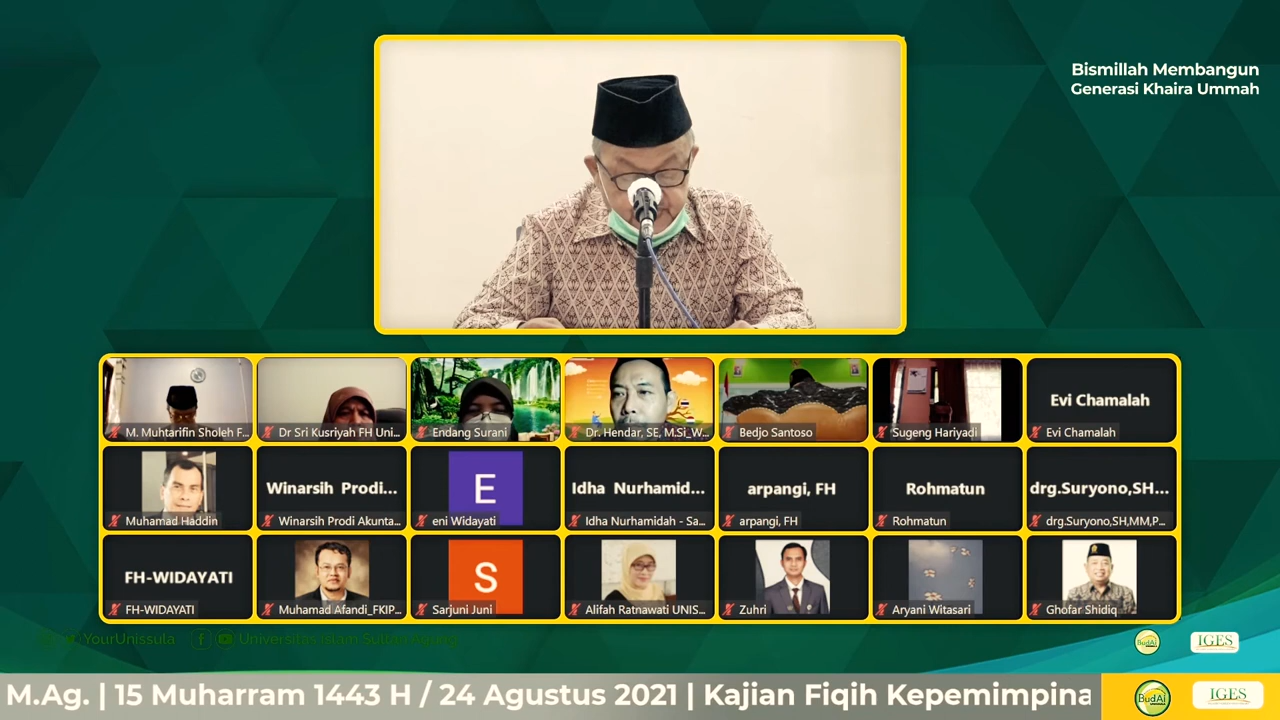 Bismillah Membangun
Generasi Khaira Ummah
M. Muhtarifin Sholeh F...
Dr Sri Kusriyah FH Uni...
Endang Surani
Dr. Hendar, SE, M.Si_W...
Bedjo Santoso
Sugeng Hariyadi
Evi Chamalah
Evi Chamalah
Muhamad Haddin
Winarsih Prodi...
Winarsih Prodi Akunta...
E
eni Widayati
Idha Nurhamid...
Idha Nurhamidah - Sa...
arpangi, FH
arpangi, FH
Rohmatun
Rohmatun
drg.Suryono,SH...
drg.Suryono,SH,MM,P...
FH-WIDAYATI
FH-WIDAYATI
Muhamad Afandi_FKIP...
S
Sarjuni Juni
Alifah Ratnawati UNIS...
Zuhri
Aryani Witasari
Ghofar Shidiq
YourUnissula
Universitas Islam Sultan Agung
BudAi
IGES
M.Ag. | 15 Muharram 1443 H / 24 Agustus 2021 | Kajian Fiqih Kepemimpina
BudAi
IGES